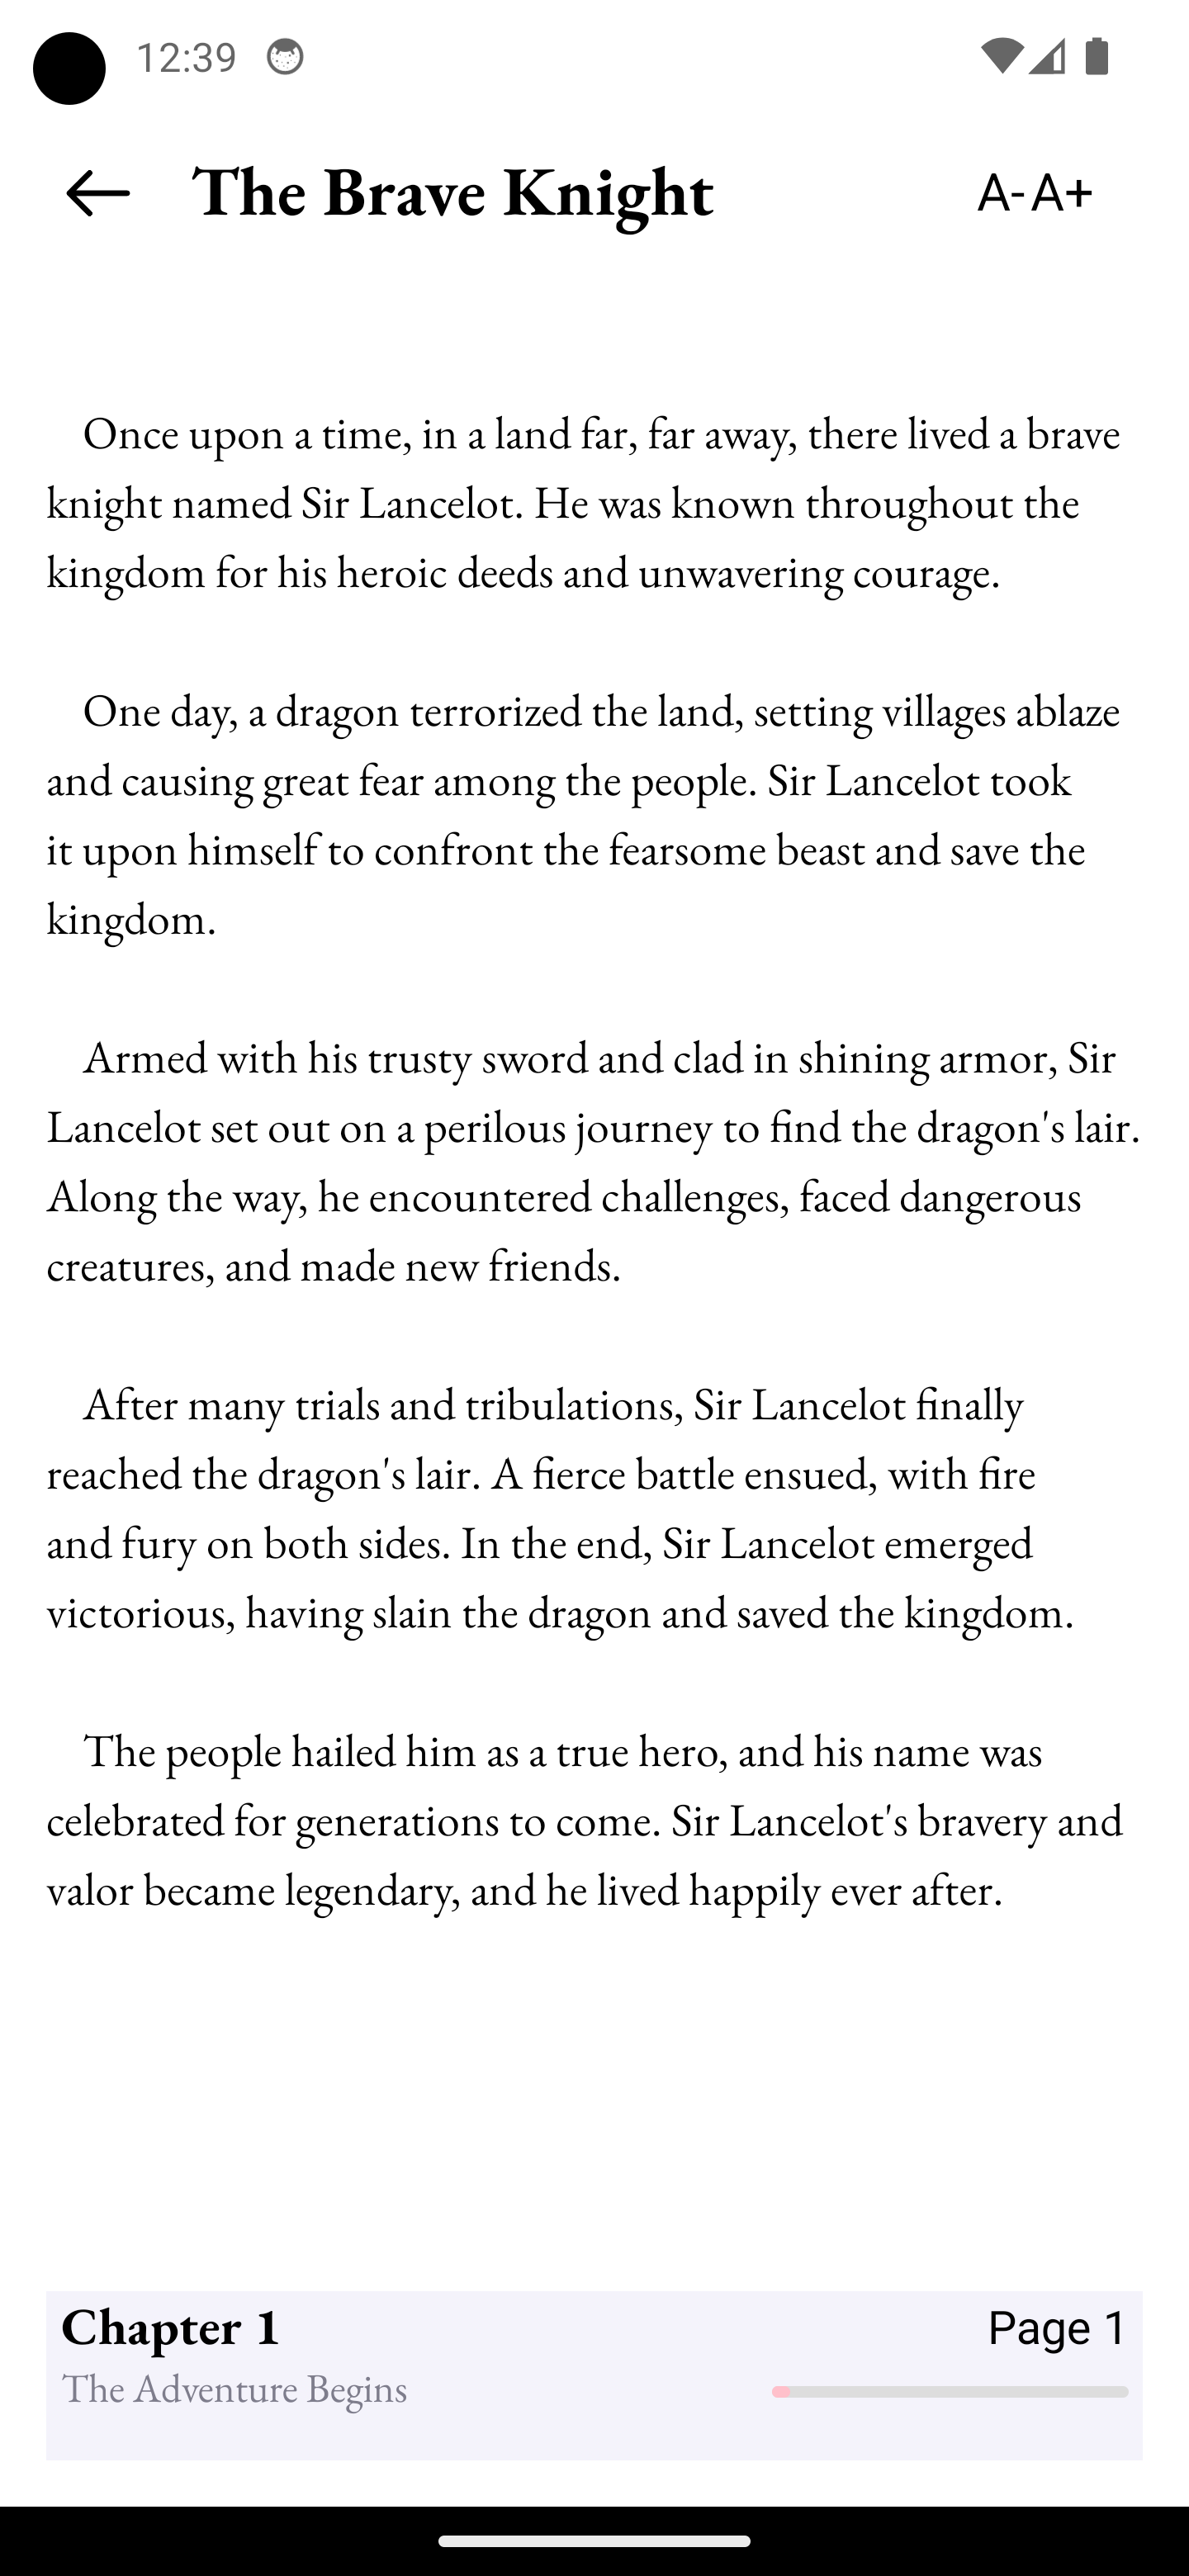 12:39
The Brave Knight
A- A+
Once upon a time, in a land far, far away, there lived a brave
knight named Sir Lancelot. He was known throughout the
kingdom for his heroic deeds and unwavering courage.
One day, a dragon terrorized the land, setting villages ablaze
and causing great fear among the people. Sir Lancelot took
it upon himself to confront the fearsome beast and save the
kingdom.
Armed with his trusty sword and clad in shining armor, Sir
Lancelot set out on a perilous journey to find the dragon's lair.
Along the way, he encountered challenges, faced dangerous
creatures, and made new friends.
After many trials and tribulations, Sir Lancelot finally
reached the dragon's lair. A fierce battle ensued, with fire
and fury on both sides. In the end, Sir Lancelot emerged
victorious, having slain the dragon and saved the kingdom.
The people hailed him as a true hero, and his name was
celebrated for generations to come. Sir Lancelot's bravery and
valor became legendary, and he lived happily ever after.
Chapter 1
Page 1
The Adventure Begins